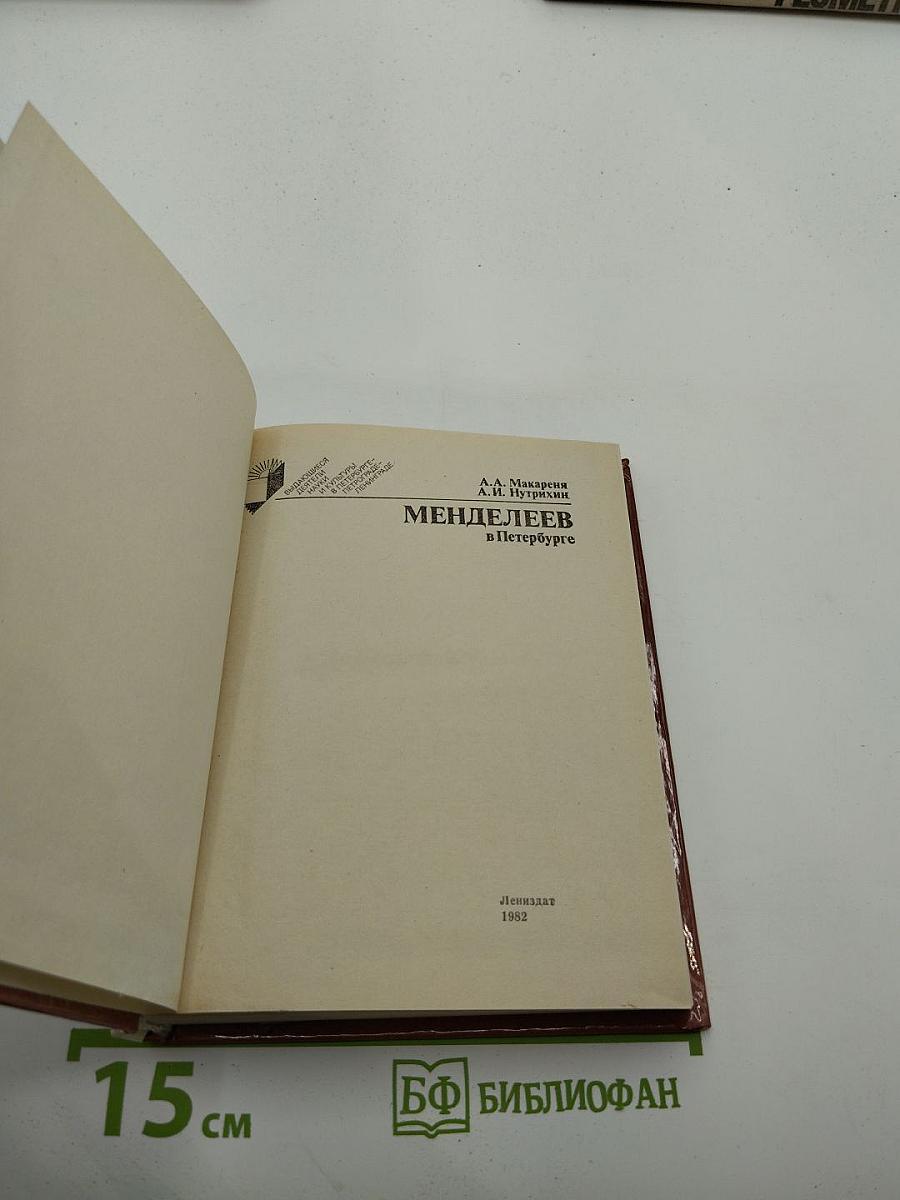 ВЫДАЮЩИЕСЯ
ДЕЯТЕЛИ
НАУКИ
И КУЛЬТУРЫ
В ПЕТЕРБУРГЕ–
ПЕТРОГРАДЕ–
ЛЕНИНГРАДЕ
А.А. Макареня
А.И. Нутрихин
МЕНДЕЛЕЕВ
в Петербурге
Лениздат
1982
15 см
БФ БИБЛИОФАН